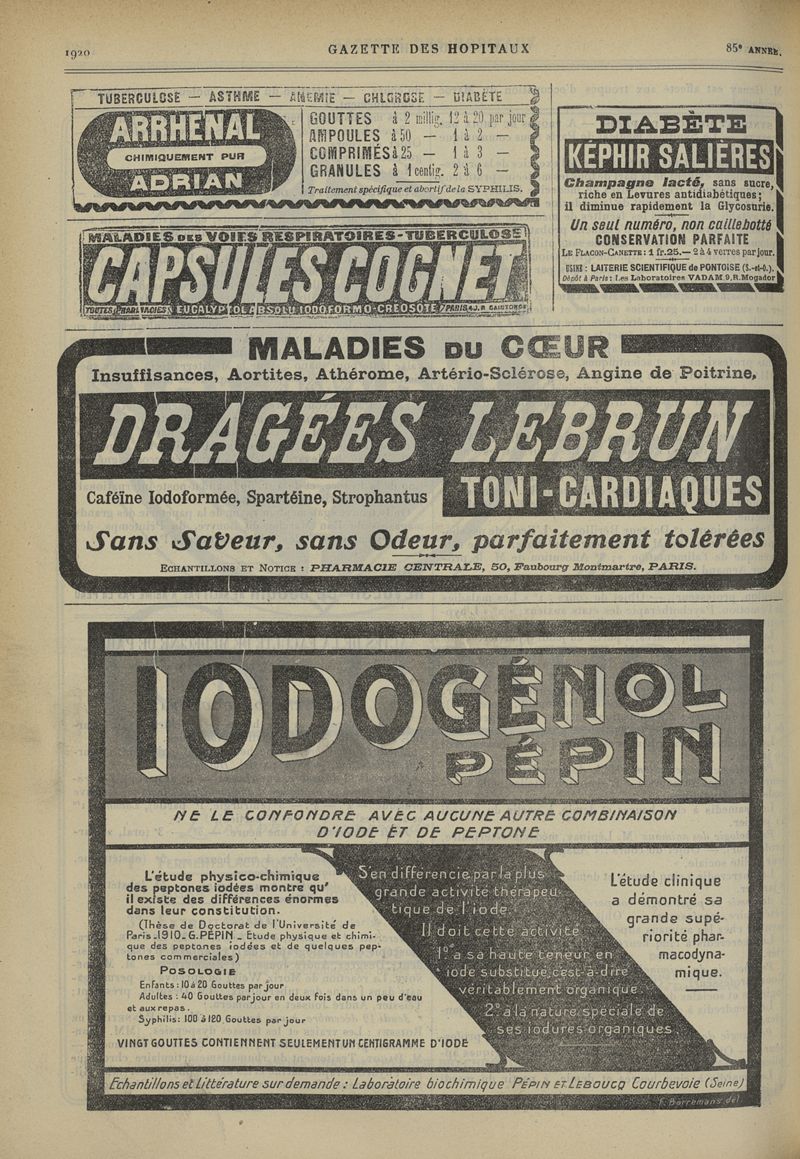 1920
GAZETTE DES HOPITAUX
85e ANNÉE.
TUBERCULOSE — ASTHME — ANÉMIE — CHLOROSE — DIABÈTE
ARRHÉNAL
CHIMIQUEMENT PUR
ADRIAN
GOUTTES à 2 millig. 12 à 20 par jour
AMPOULES à 50 — 1 à 2 —
COMPRIMÉS à 25 — 1 à 3 —
GRANULES à 1 centig. 2 à 6 —
Traitement spécifique et abortif de la SYPHILIS.
MALADIES DES VOIES RESPIRATOIRES - TUBERCULOSE
CAPSULES COGNET
TOUTES PHARMACIES EUCALYPTOL ABSOLU IODOFORMO-CRÉOSOTE PARIS
DIABÈTE
KÉPHIR SALIÈRES
Champagne lacté, sans sucre,
riche en Levures antidiabétiques;
il diminue rapidement la Glycosurie.
Un seul numéro, non caillebotté
CONSERVATION PARFAITE
LE FLACON-CANETTE: 1 fr. 25. — 2 à 4 verres par jour.
USINE: LAITERIE SCIENTIFIQUE de PONTOISE (S.-et-O.).
Dépôt à Paris: Les Laboratoires VADAM. 9, R. Mogador
MALADIES DU CŒUR
Insuffisances, Aortites, Athérome, Artério-Sclérose, Angine de Poitrine,
DRAGÉES LEBRUN
Caféïne Iodoformée, Spartéine, Strophantus
TONI-CARDIAQUES
Sans Saveur, sans Odeur, parfaitement tolérées
ECHANTILLONS ET NOTICE : PHARMACIE CENTRALE, 50, Faubourg Montmartre, PARIS.
IODOGÉNOL
PÉPIN
NE LE CONFONDRE AVEC AUCUNE AUTRE COMBINAISON
D'IODE ET DE PEPTONE
L'étude physico-chimique
des peptones iodées montre qu'
il existe des différences énormes
dans leur constitution.
(Thèse de Doctorat de l'Université de
Paris_1910_G. PÉPIN _ Etude physique et chimi-
que des peptones iodées et de quelques pep-
tones commerciales)
POSOLOGIE
Enfants: 10 à 20 Gouttes par jour
Adultes : 40 Gouttes par jour en deux fois dans un peu d'eau
et aux repas.
Syphilis: 100 à 120 Gouttes par jour
VINGT GOUTTES CONTIENNENT SEULEMENT UN CENTIGRAMME D'IODE
S'en différencie par la plus
grande activité thérapeu-
tique de l'iode.
Il doit cette activité
1º à sa haute teneur en
iode substitué, c'est-à-dire
véritablement organique.
2º à la nature spéciale de
ses iodures organiques.
L'étude clinique
a démontré sa
grande supé-
riorité phar-
macodyna-
mique.
Echantillons et Littérature sur demande : Laboratoire biochimique PÉPIN ET LEBOUCQ Courbevoie (Seine)
F. Borremans del